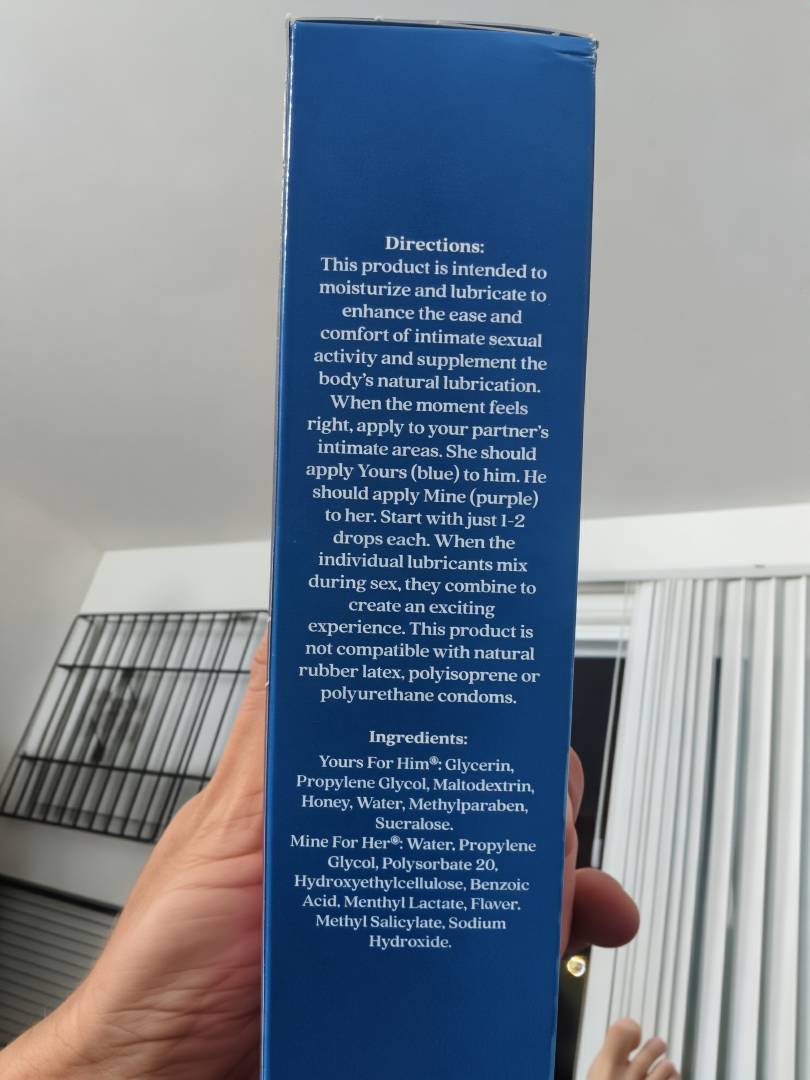 Directions:
This product is intended to
moisturize and lubricate to
enhance the ease and
comfort of intimate sexual
activity and supplement the
body's natural lubrication.
When the moment feels
right, apply to your partner's
intimate areas. She should
apply Yours (blue) to him. He
should apply Mine (purple)
to her. Start with just 1-2
drops each. When the
individual lubricants mix
during sex, they combine to
create an exciting
experience. This product is
not compatible with natural
rubber latex, polyisoprene or
polyurethane condoms.
Ingredients:
Yours For Him®: Glycerin,
Propylene Glycol, Maltodextrin,
Honey, Water, Methylparaben,
Sucralose.
Mine For Her®: Water. Propylene
Glycol, Polysorbate 20,
Hydroxyethylcellulose, Benzoic
Acid, Menthyl Lactate, Flavor.
Methyl Salicylate, Sodium
Hydroxide.